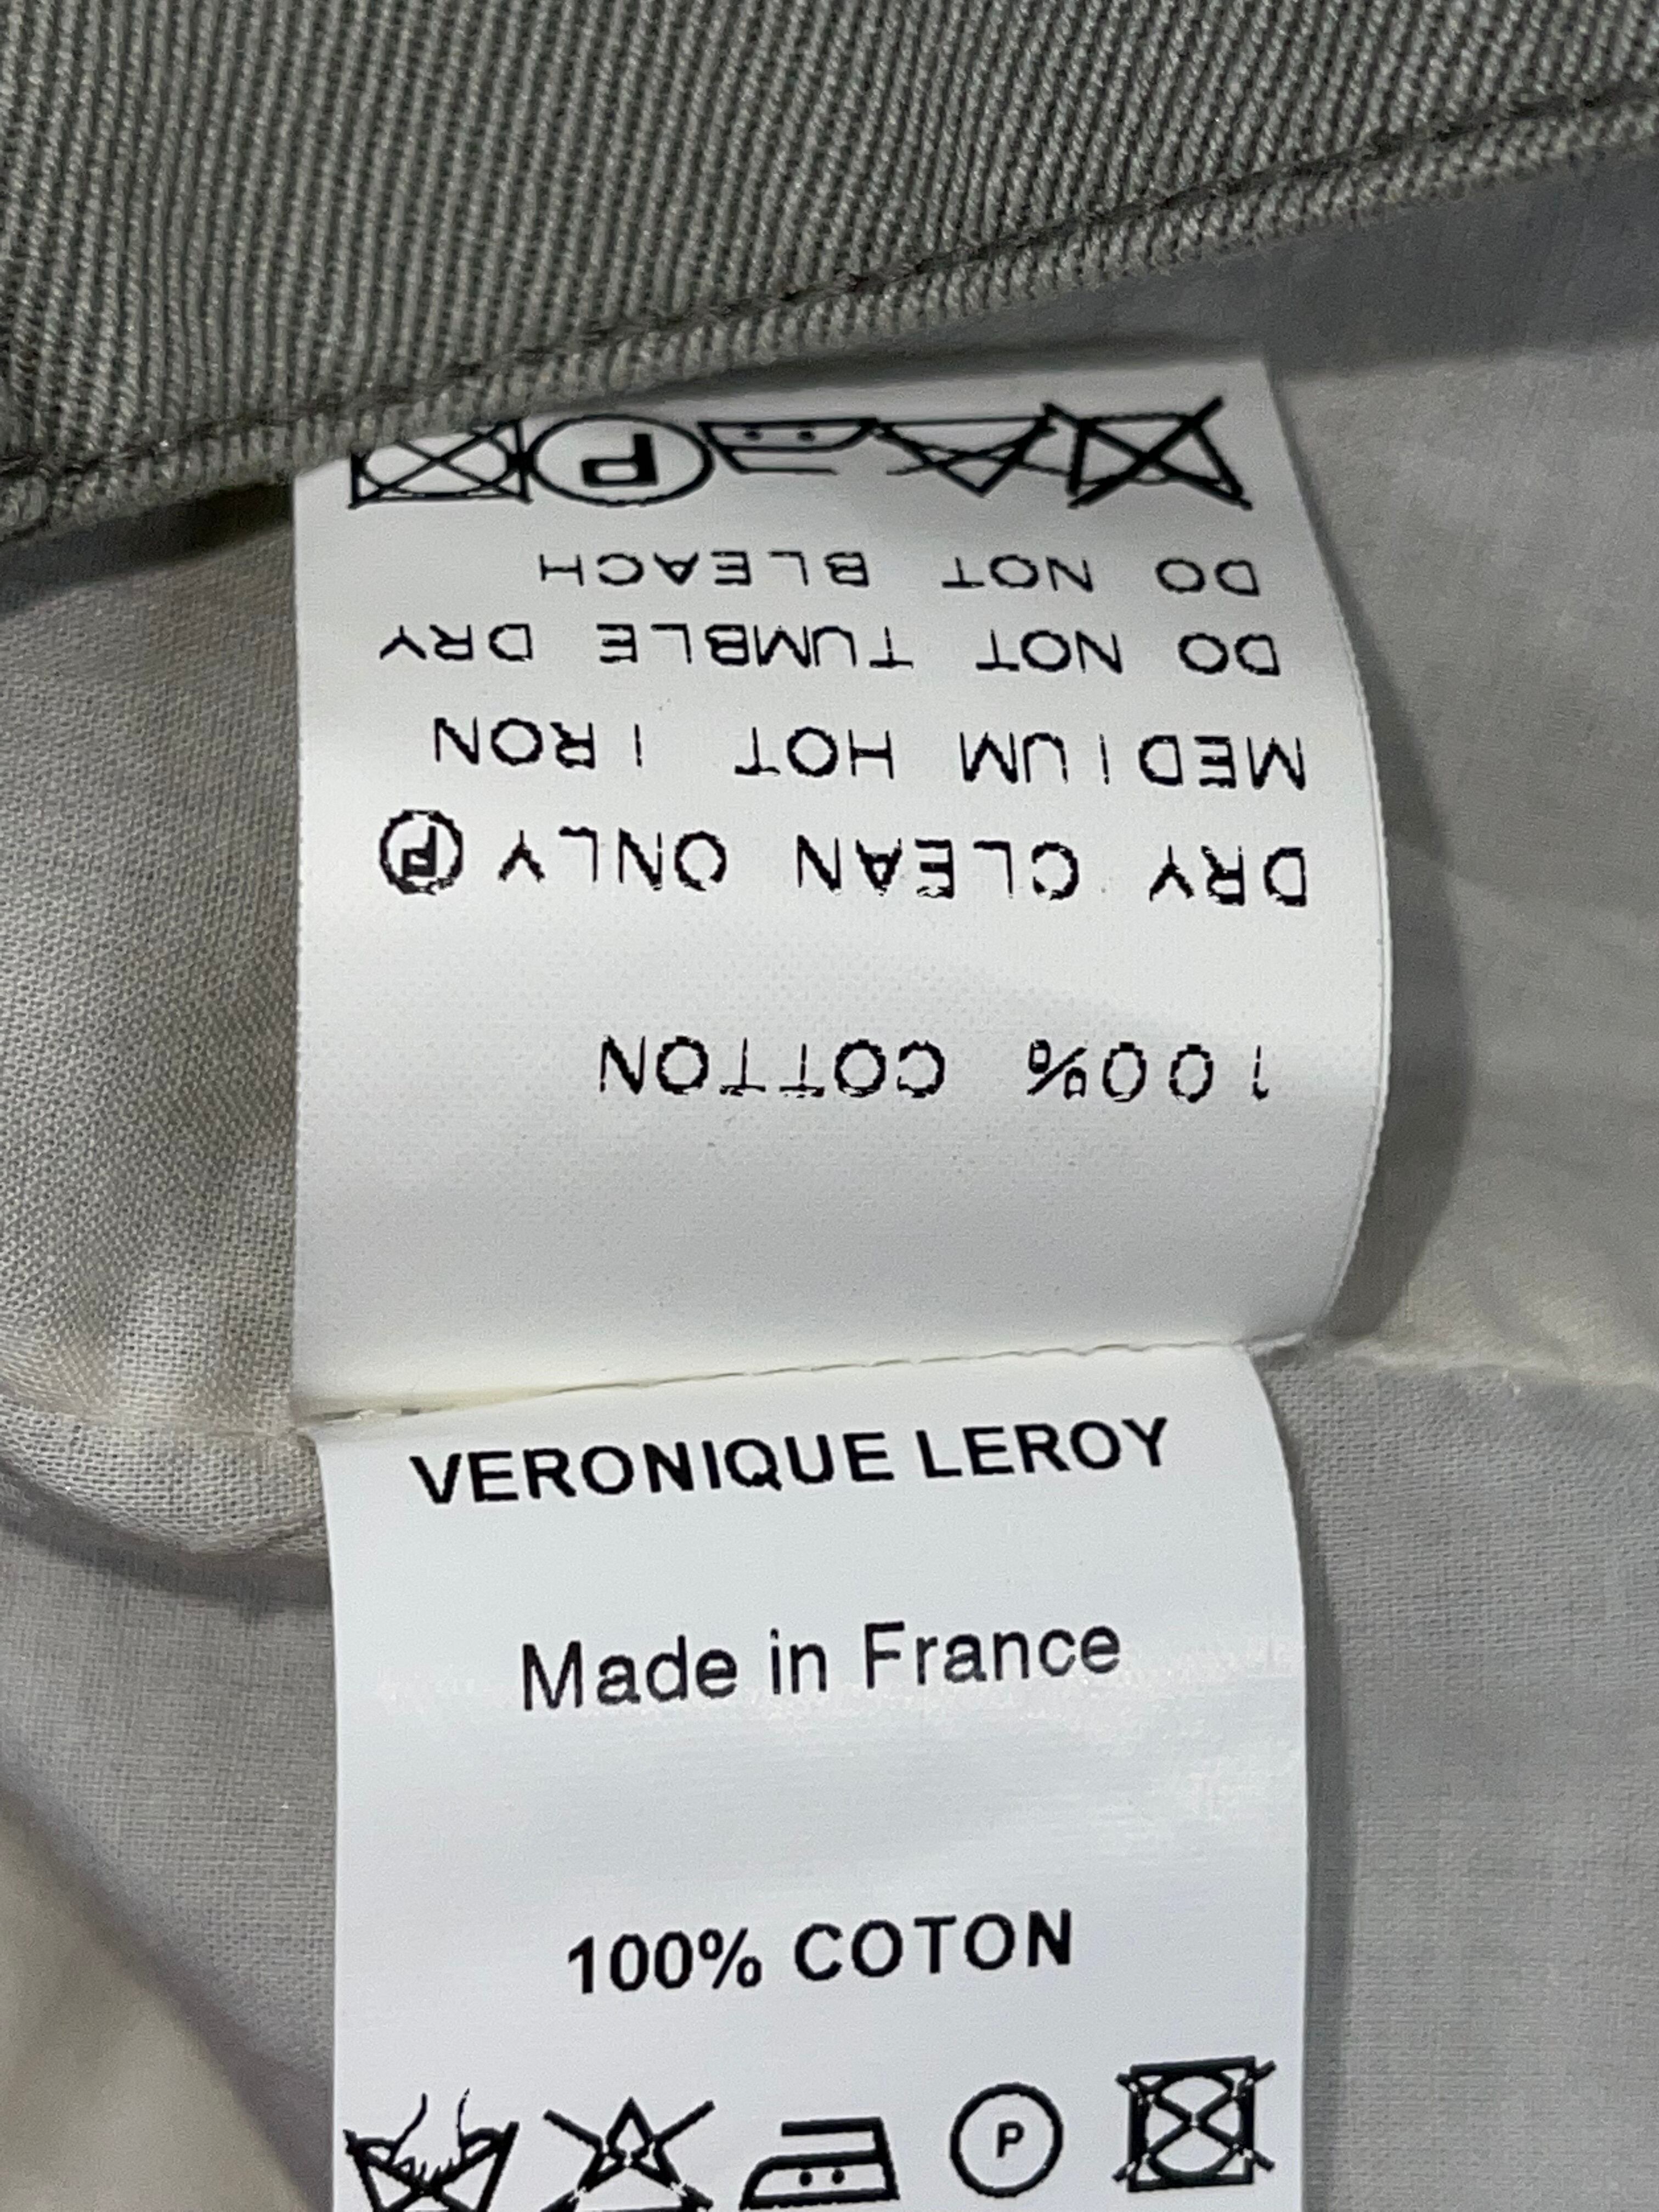 100% COTTON
DRY CLEAN ONLY Ⓟ
MEDIUM HOT IRON
DO NOT TUMBLE DRY
DO NOT BLEACH
P
VERONIQUE LEROY
Made in France
100% COTON
P